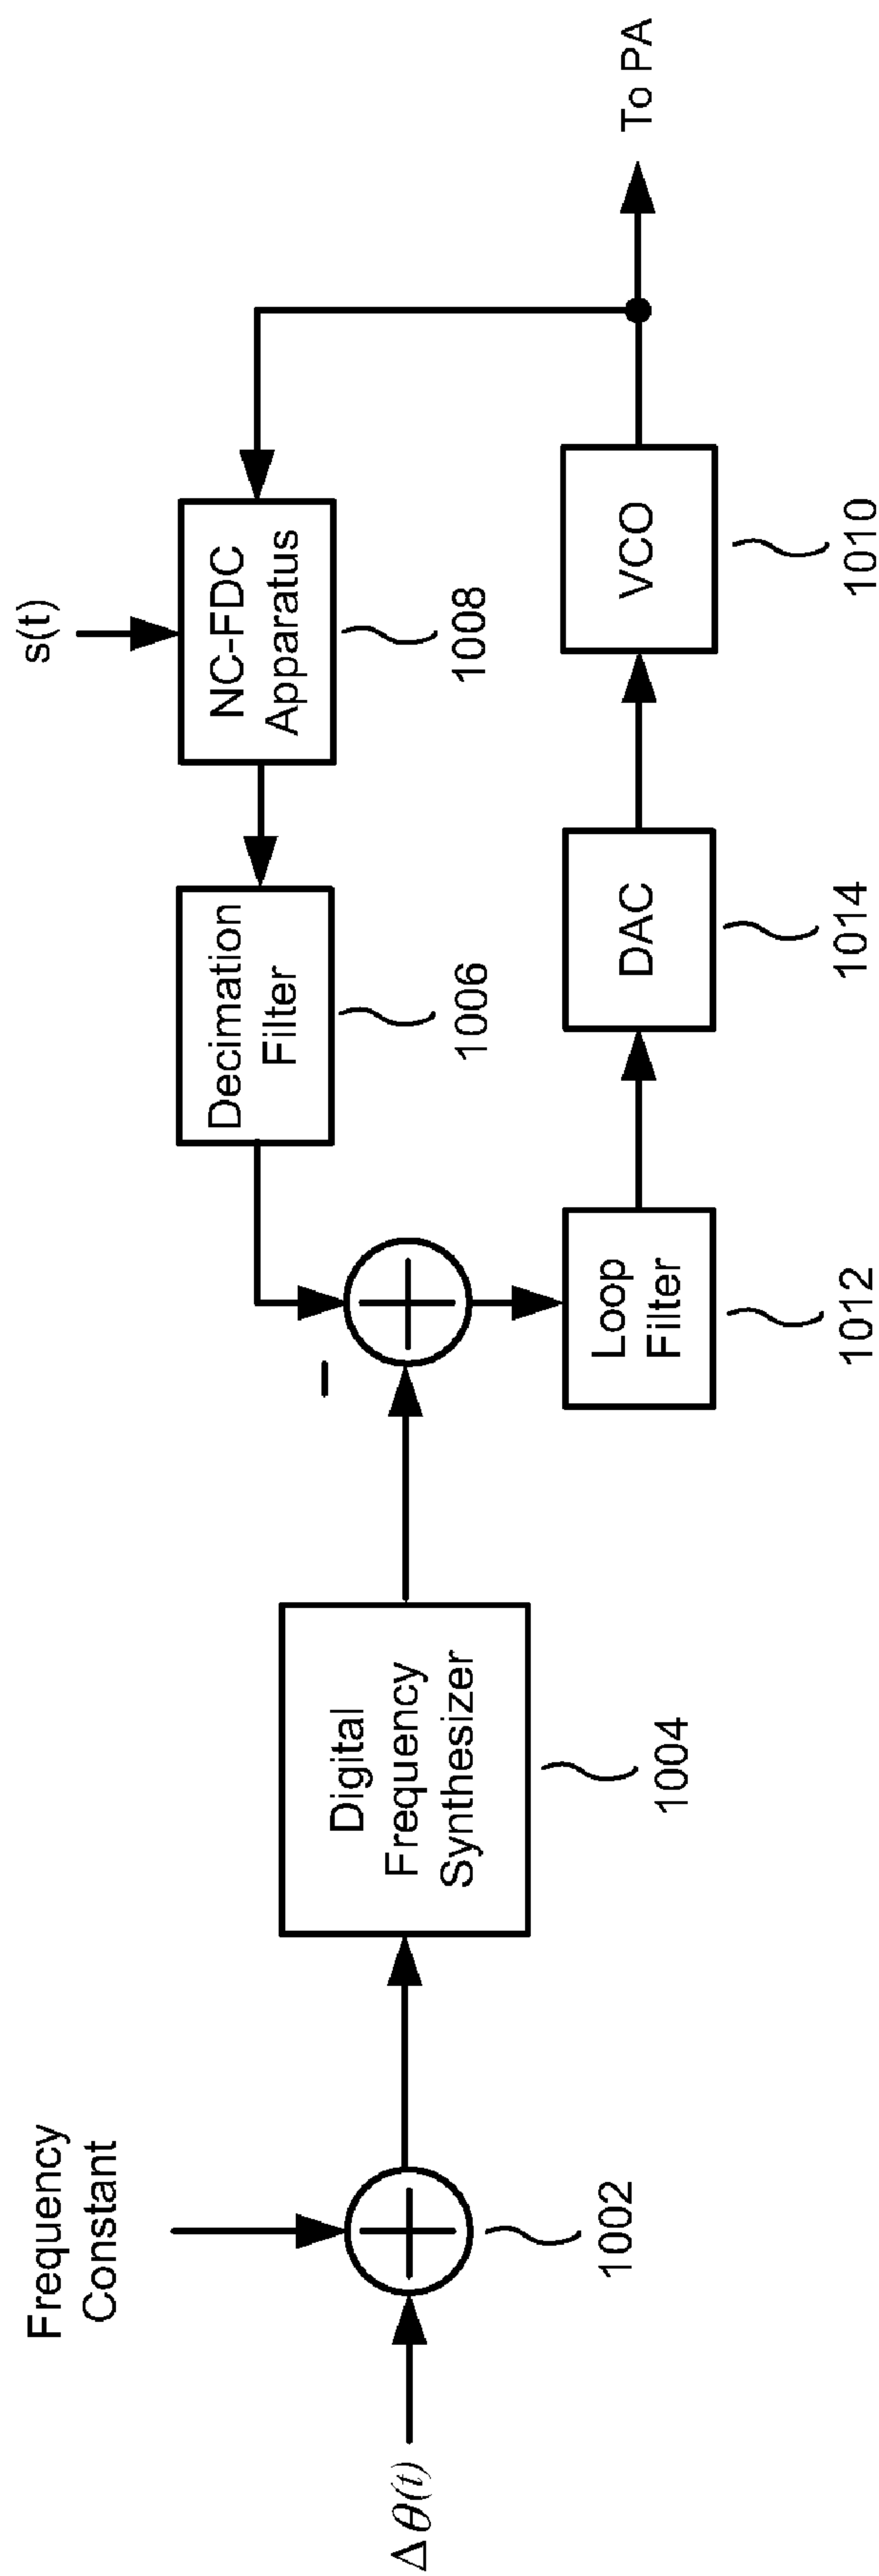 Frequency
Constant
Δθ(t)
1002
Digital
Frequency
Synthesizer
1004
–
Decimation
Filter
1006
s(t)
NC-FDC
Apparatus
1008
Loop
Filter
1012
DAC
1014
VCO
1010
To PA